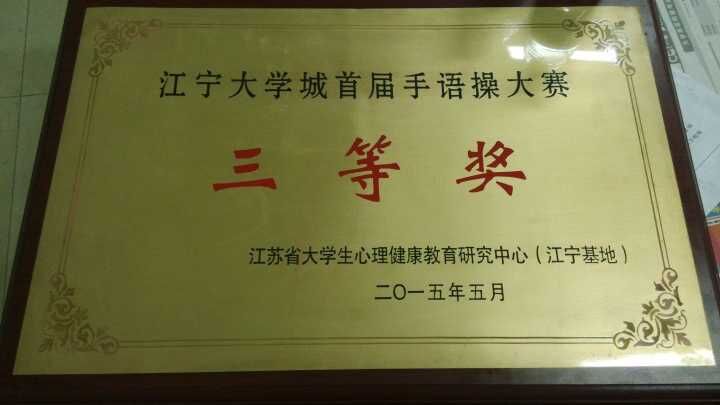 江宁大学城首届手语操大赛
三等奖
江苏省大学生心理健康教育研究中心（江宁基地）
二〇一五年五月